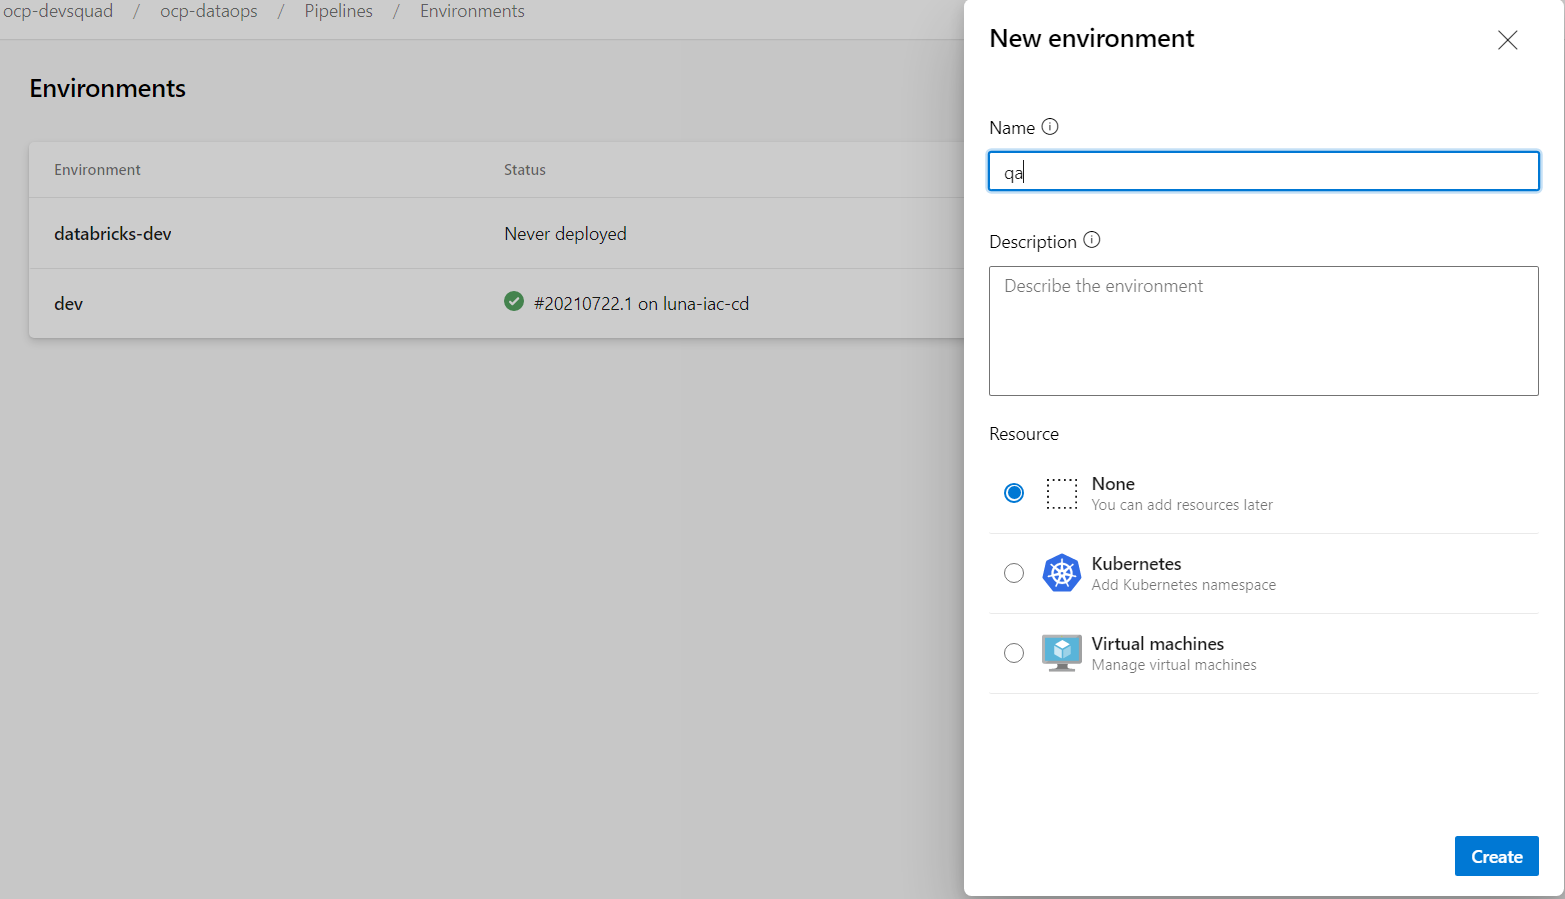 ocp-devsquad / ocp-dataops / Pipelines / Environments
Environments
Environment Status
databricks-dev Never deployed
dev #20210722.1 on luna-iac-cd
New environment
Name
qa
Description
Describe the environment
Resource
None
You can add resources later
Kubernetes
Add Kubernetes namespace
Virtual machines
Manage virtual machines
Create